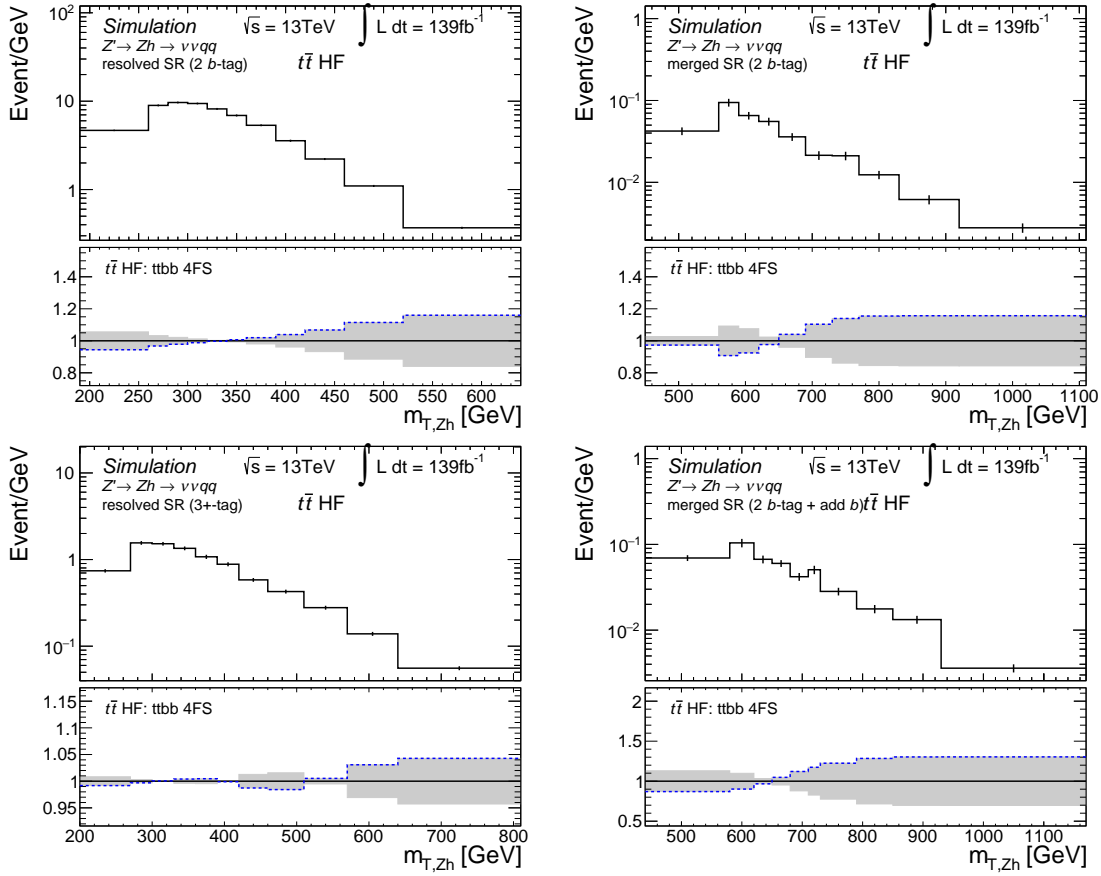 Simulation √s = 13TeV ∫ L dt = 139fb⁻¹
Z'→ Zh → ννqq
resolved SR (2 b-tag)
tt̄ HF
Event/GeV
10²
10
1
tt̄ HF: ttbb 4FS
1.4
1.2
1
0.8
200 250 300 350 400 450 500 550 600
m_T,Zh [GeV]
Simulation √s = 13TeV ∫ L dt = 139fb⁻¹
Z'→ Zh → ννqq
merged SR (2 b-tag)
tt̄ HF
Event/GeV
1
10⁻¹
10⁻²
tt̄ HF: ttbb 4FS
1.4
1.2
1
0.8
500 600 700 800 900 1000 1100
m_T,Zh [GeV]
Simulation √s = 13TeV ∫ L dt = 139fb⁻¹
Z'→ Zh → ννqq
resolved SR (3+-tag)
tt̄ HF
Event/GeV
10
1
10⁻¹
tt̄ HF: ttbb 4FS
1.15
1.1
1.05
1
0.95
200 300 400 500 600 700 800
m_T,Zh [GeV]
Simulation √s = 13TeV ∫ L dt = 139fb⁻¹
Z'→ Zh → ννqq
merged SR (2 b-tag + add b) tt̄ HF
Event/GeV
1
10⁻¹
10⁻²
tt̄ HF: ttbb 4FS
2
1.5
1
0.5
500 600 700 800 900 1000 1100
m_T,Zh [GeV]